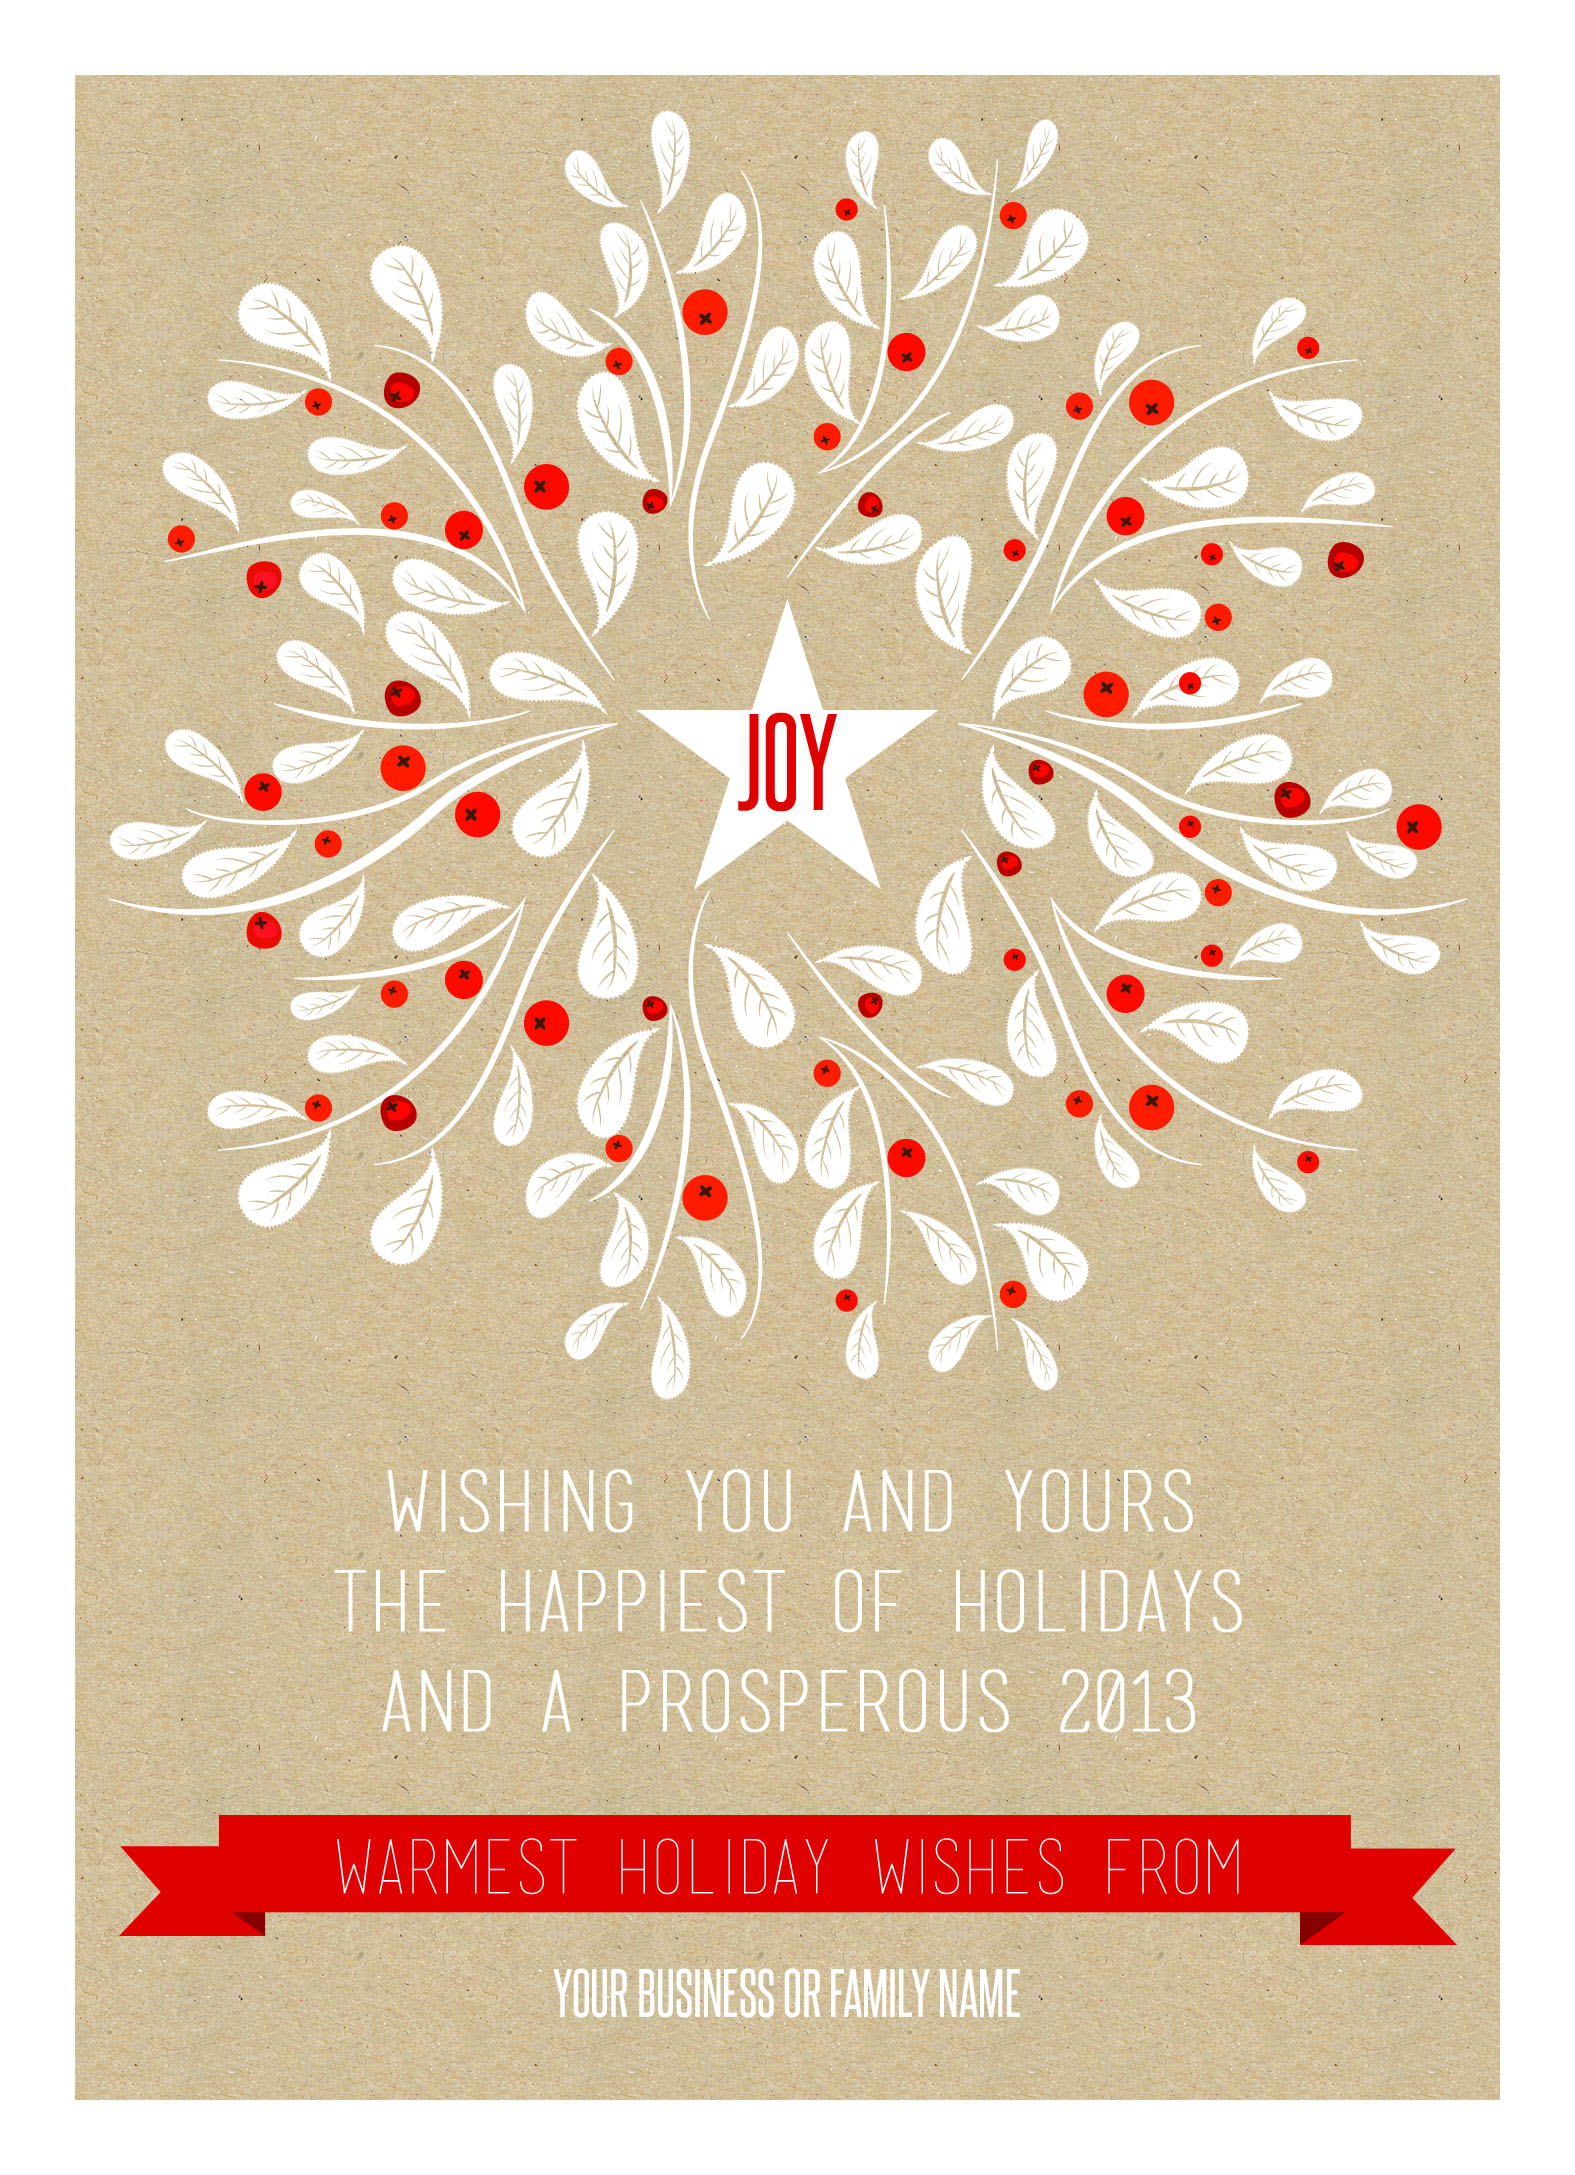 JOY
WISHING YOU AND YOURS
THE HAPPIEST OF HOLIDAYS
AND A PROSPEROUS 2013
WARMEST HOLIDAY WISHES FROM
YOUR BUSINESS OR FAMILY NAME